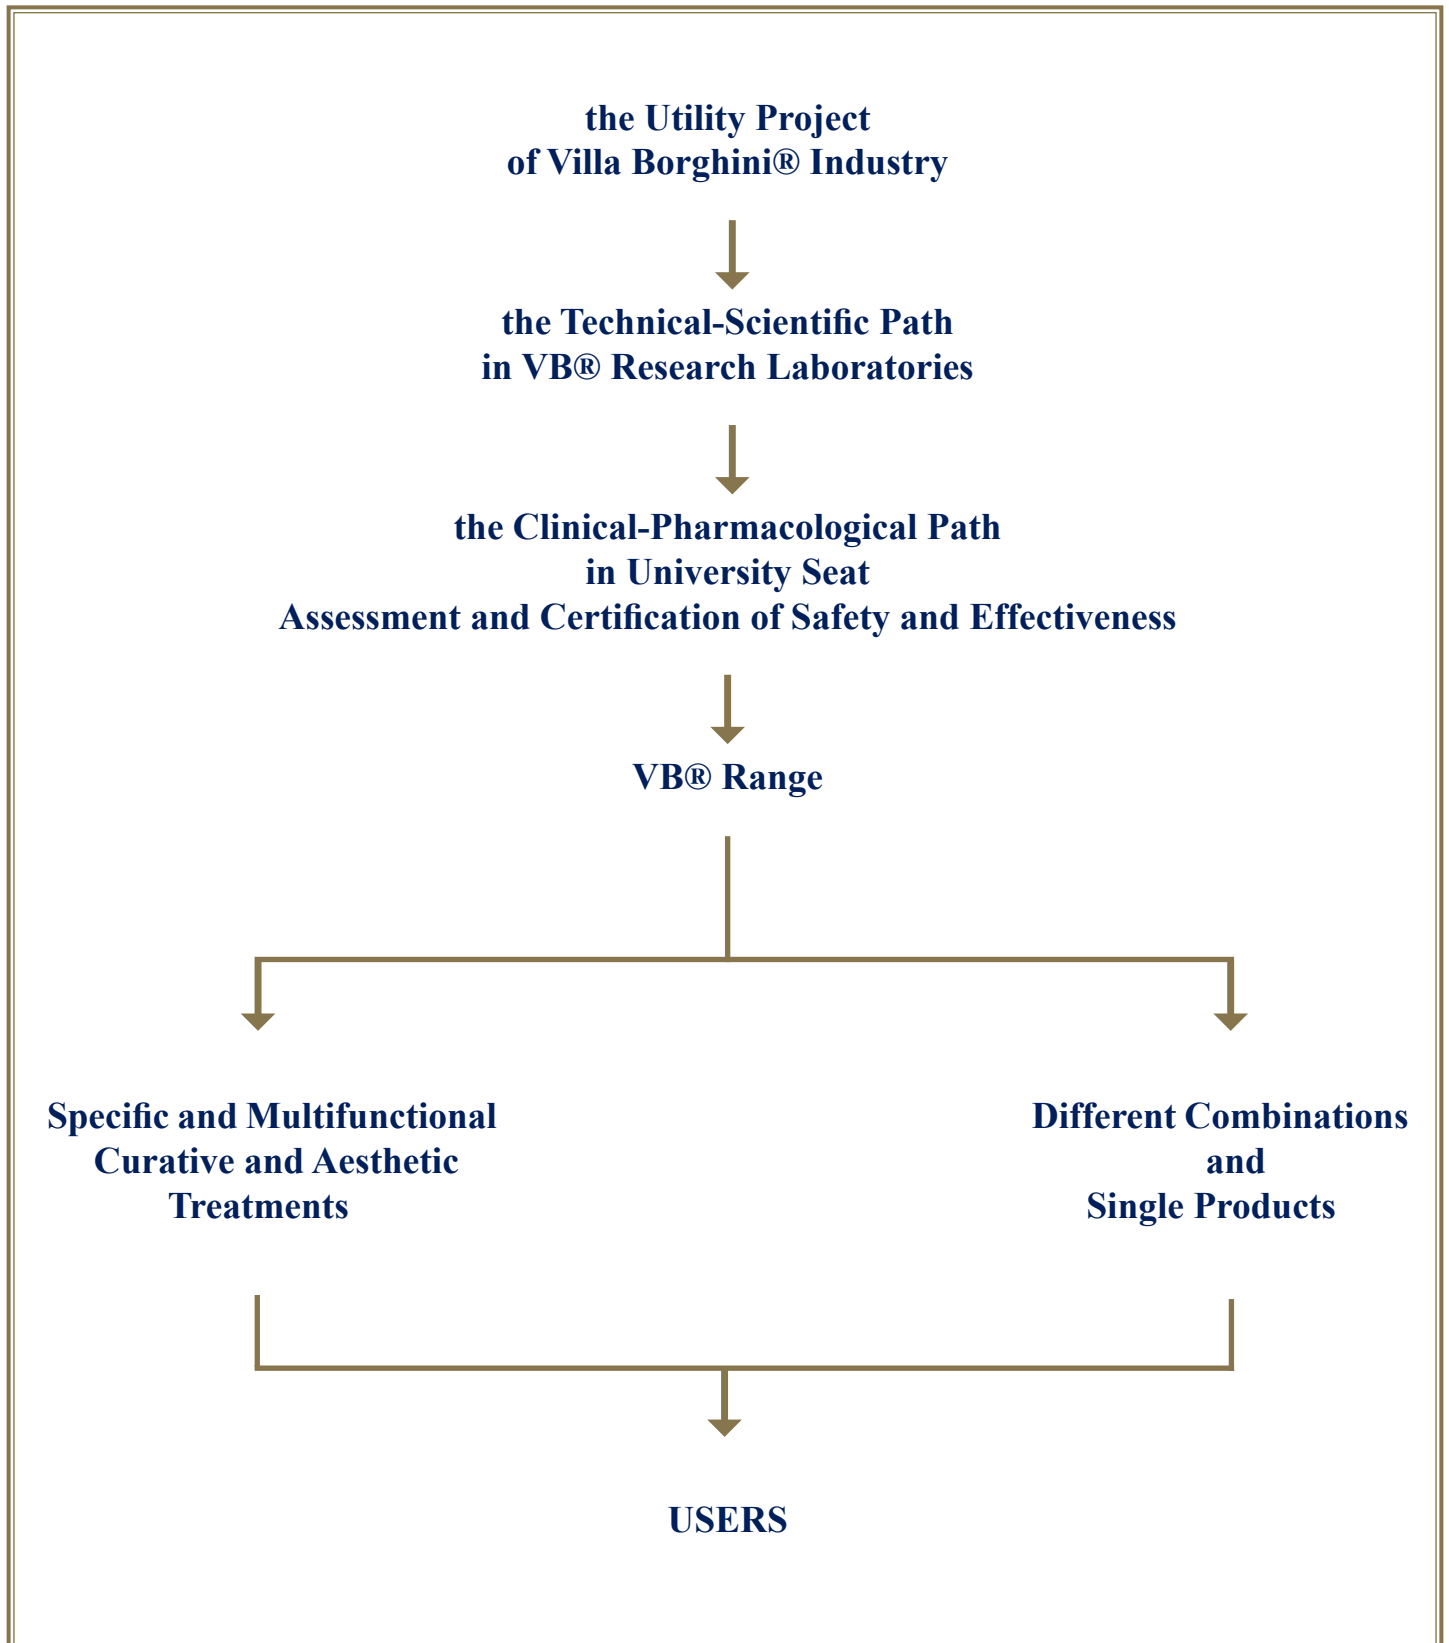 the Utility Project
of Villa Borghini® Industry
the Technical-Scientific Path
in VB® Research Laboratories
the Clinical-Pharmacological Path
in University Seat
Assessment and Certification of Safety and Effectiveness
VB® Range
Specific and Multifunctional
Curative and Aesthetic
Treatments
Different Combinations
and
Single Products
USERS